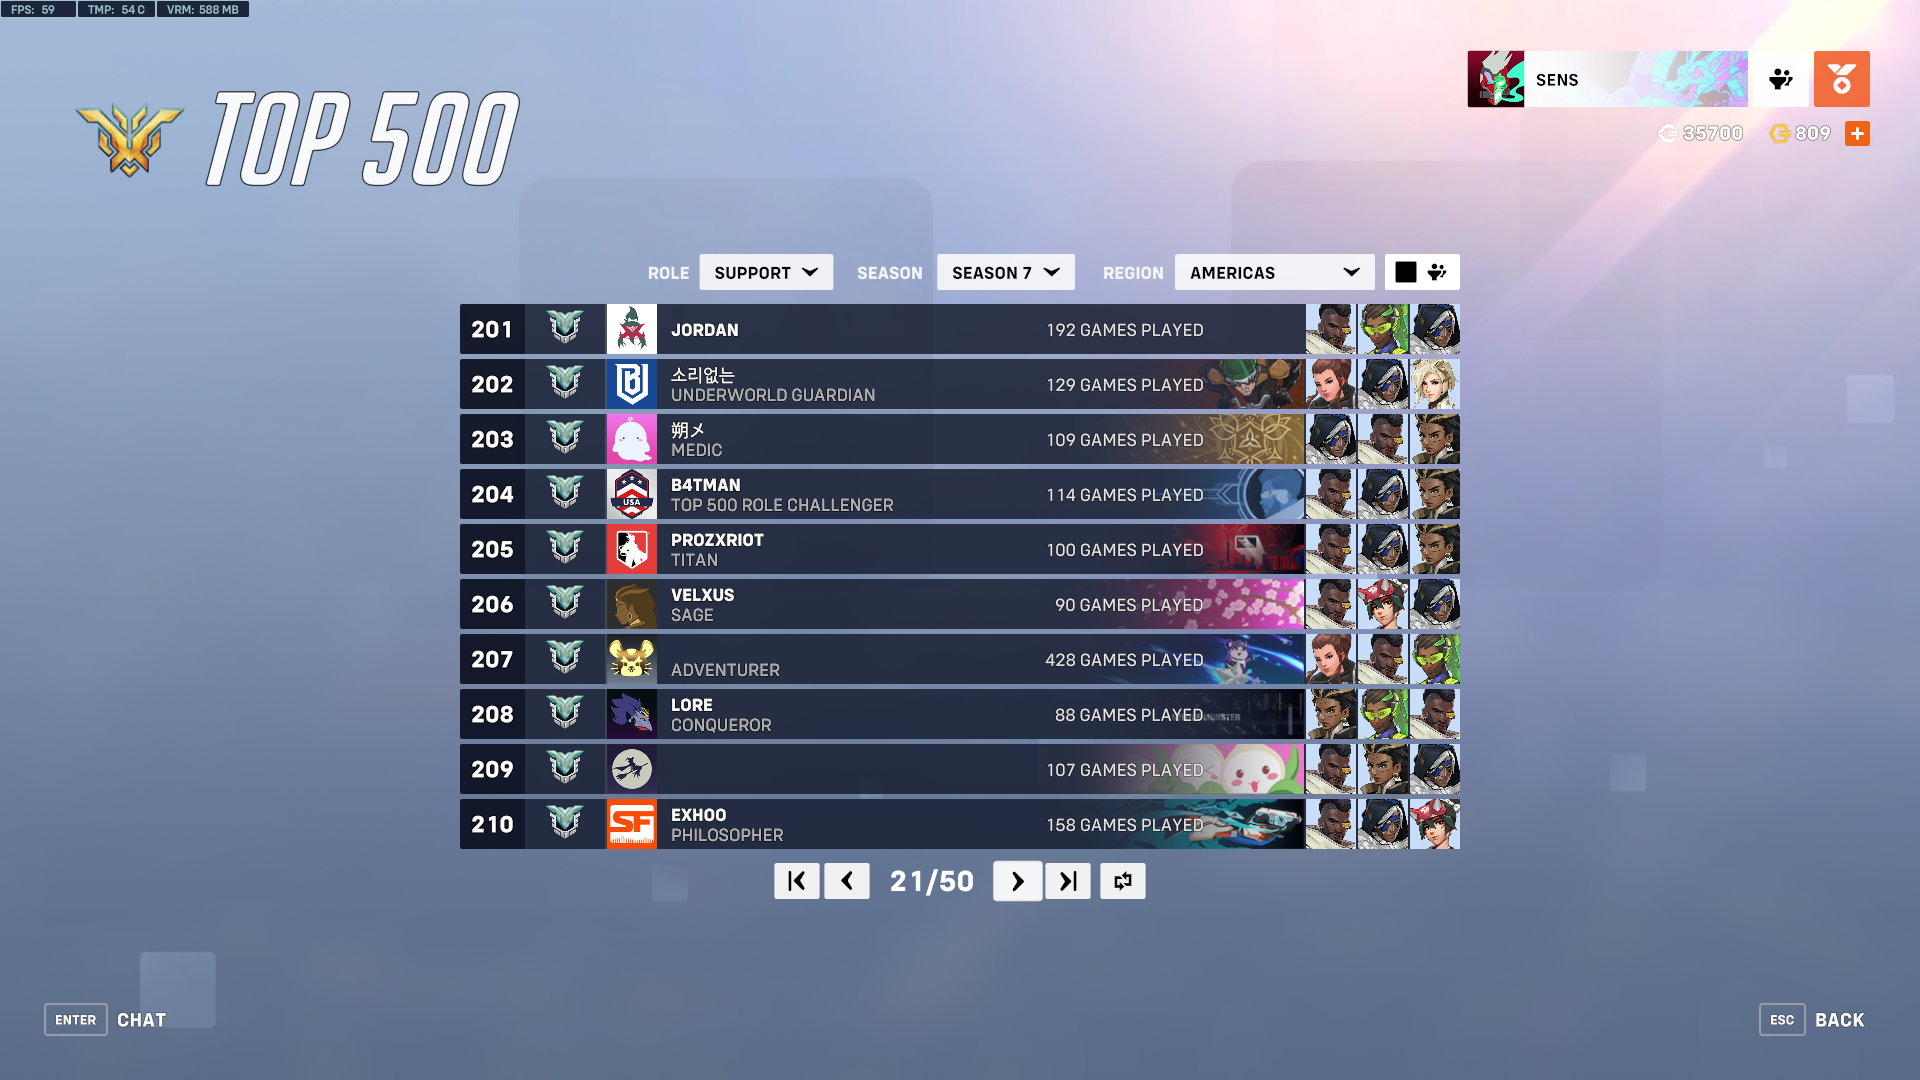 FPS: 59 TMP: 54 C VRM: 588 MB
TOP 500
SENS
35700 809
ROLE SUPPORT SEASON SEASON 7 REGION AMERICAS
201 JORDAN 192 GAMES PLAYED
202 소리없는 129 GAMES PLAYED
UNDERWORLD GUARDIAN
203 朔メ 109 GAMES PLAYED
MEDIC
204 USA B4TMAN 114 GAMES PLAYED
TOP 500 ROLE CHALLENGER
205 PROZXRIOT 100 GAMES PLAYED
TITAN
206 VELXUS 90 GAMES PLAYED
SAGE
207 428 GAMES PLAYED
ADVENTURER
208 LORE 88 GAMES PLAYED
CONQUEROR
209 107 GAMES PLAYED
210 SF EXHOO 158 GAMES PLAYED
PHILOSOPHER
21/50
ENTER CHAT
ESC BACK